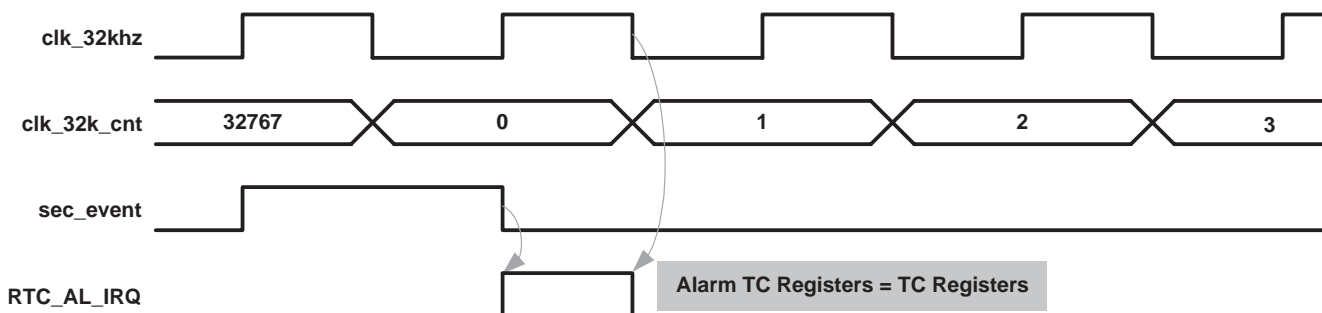 clk_32khz
clk_32k_cnt 32767 0 1 2 3
sec_event
RTC_AL_IRQ Alarm TC Registers = TC Registers